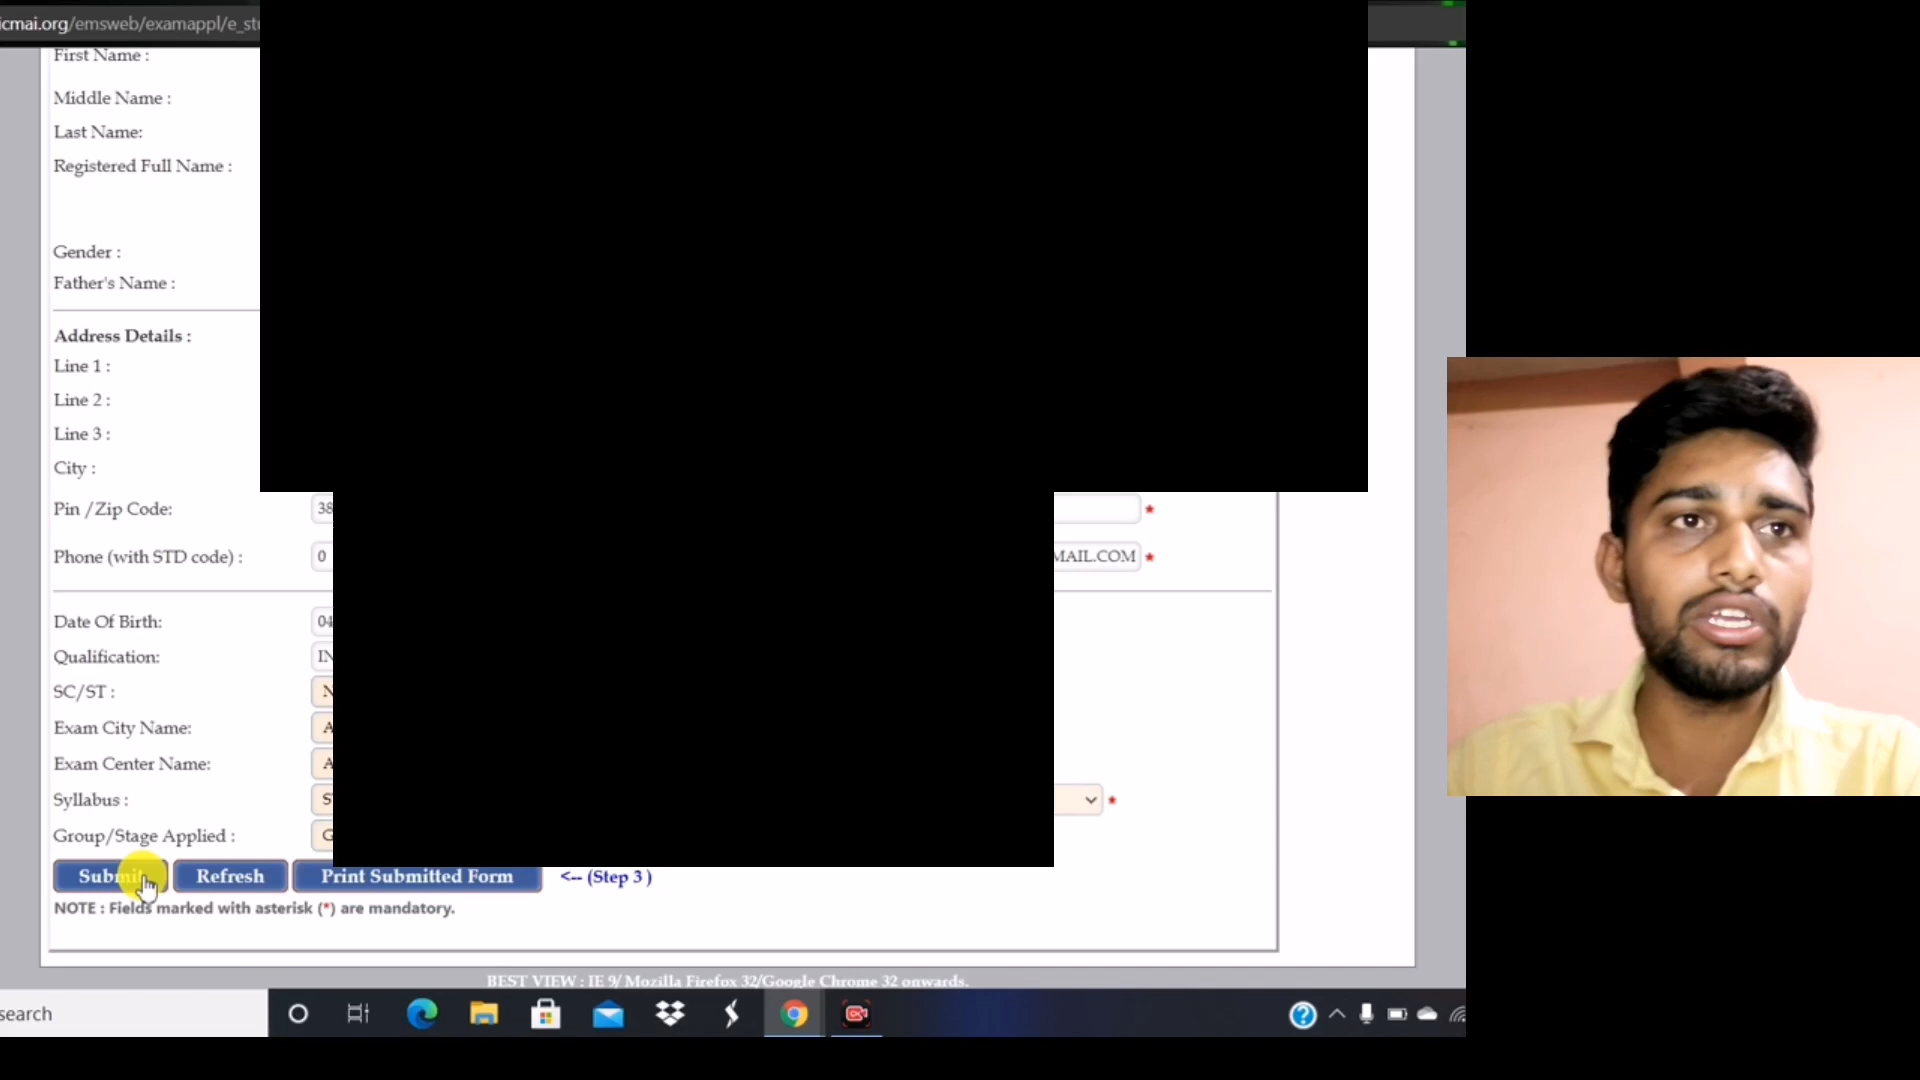 icmai.org/emsweb/examappl/e_stu
First Name :
Middle Name :
Last Name:
Registered Full Name :
Gender :
Father's Name :
Address Details :
Line 1 :
Line 2 :
Line 3 :
City :
Pin /Zip Code: 38 *
Phone (with STD code) : 0 MAIL.COM *
Date Of Birth: 04
Qualification: IN
SC/ST : N
Exam City Name: A
Exam Center Name: A
Syllabus : S *
Group/Stage Applied : G
Submit Refresh Print Submitted Form <-- (Step 3 )
NOTE : Fields marked with asterisk (*) are mandatory.
BEST VIEW : IE 9/ Mozilla Firefox 32/Google Chrome 32 onwards.
search